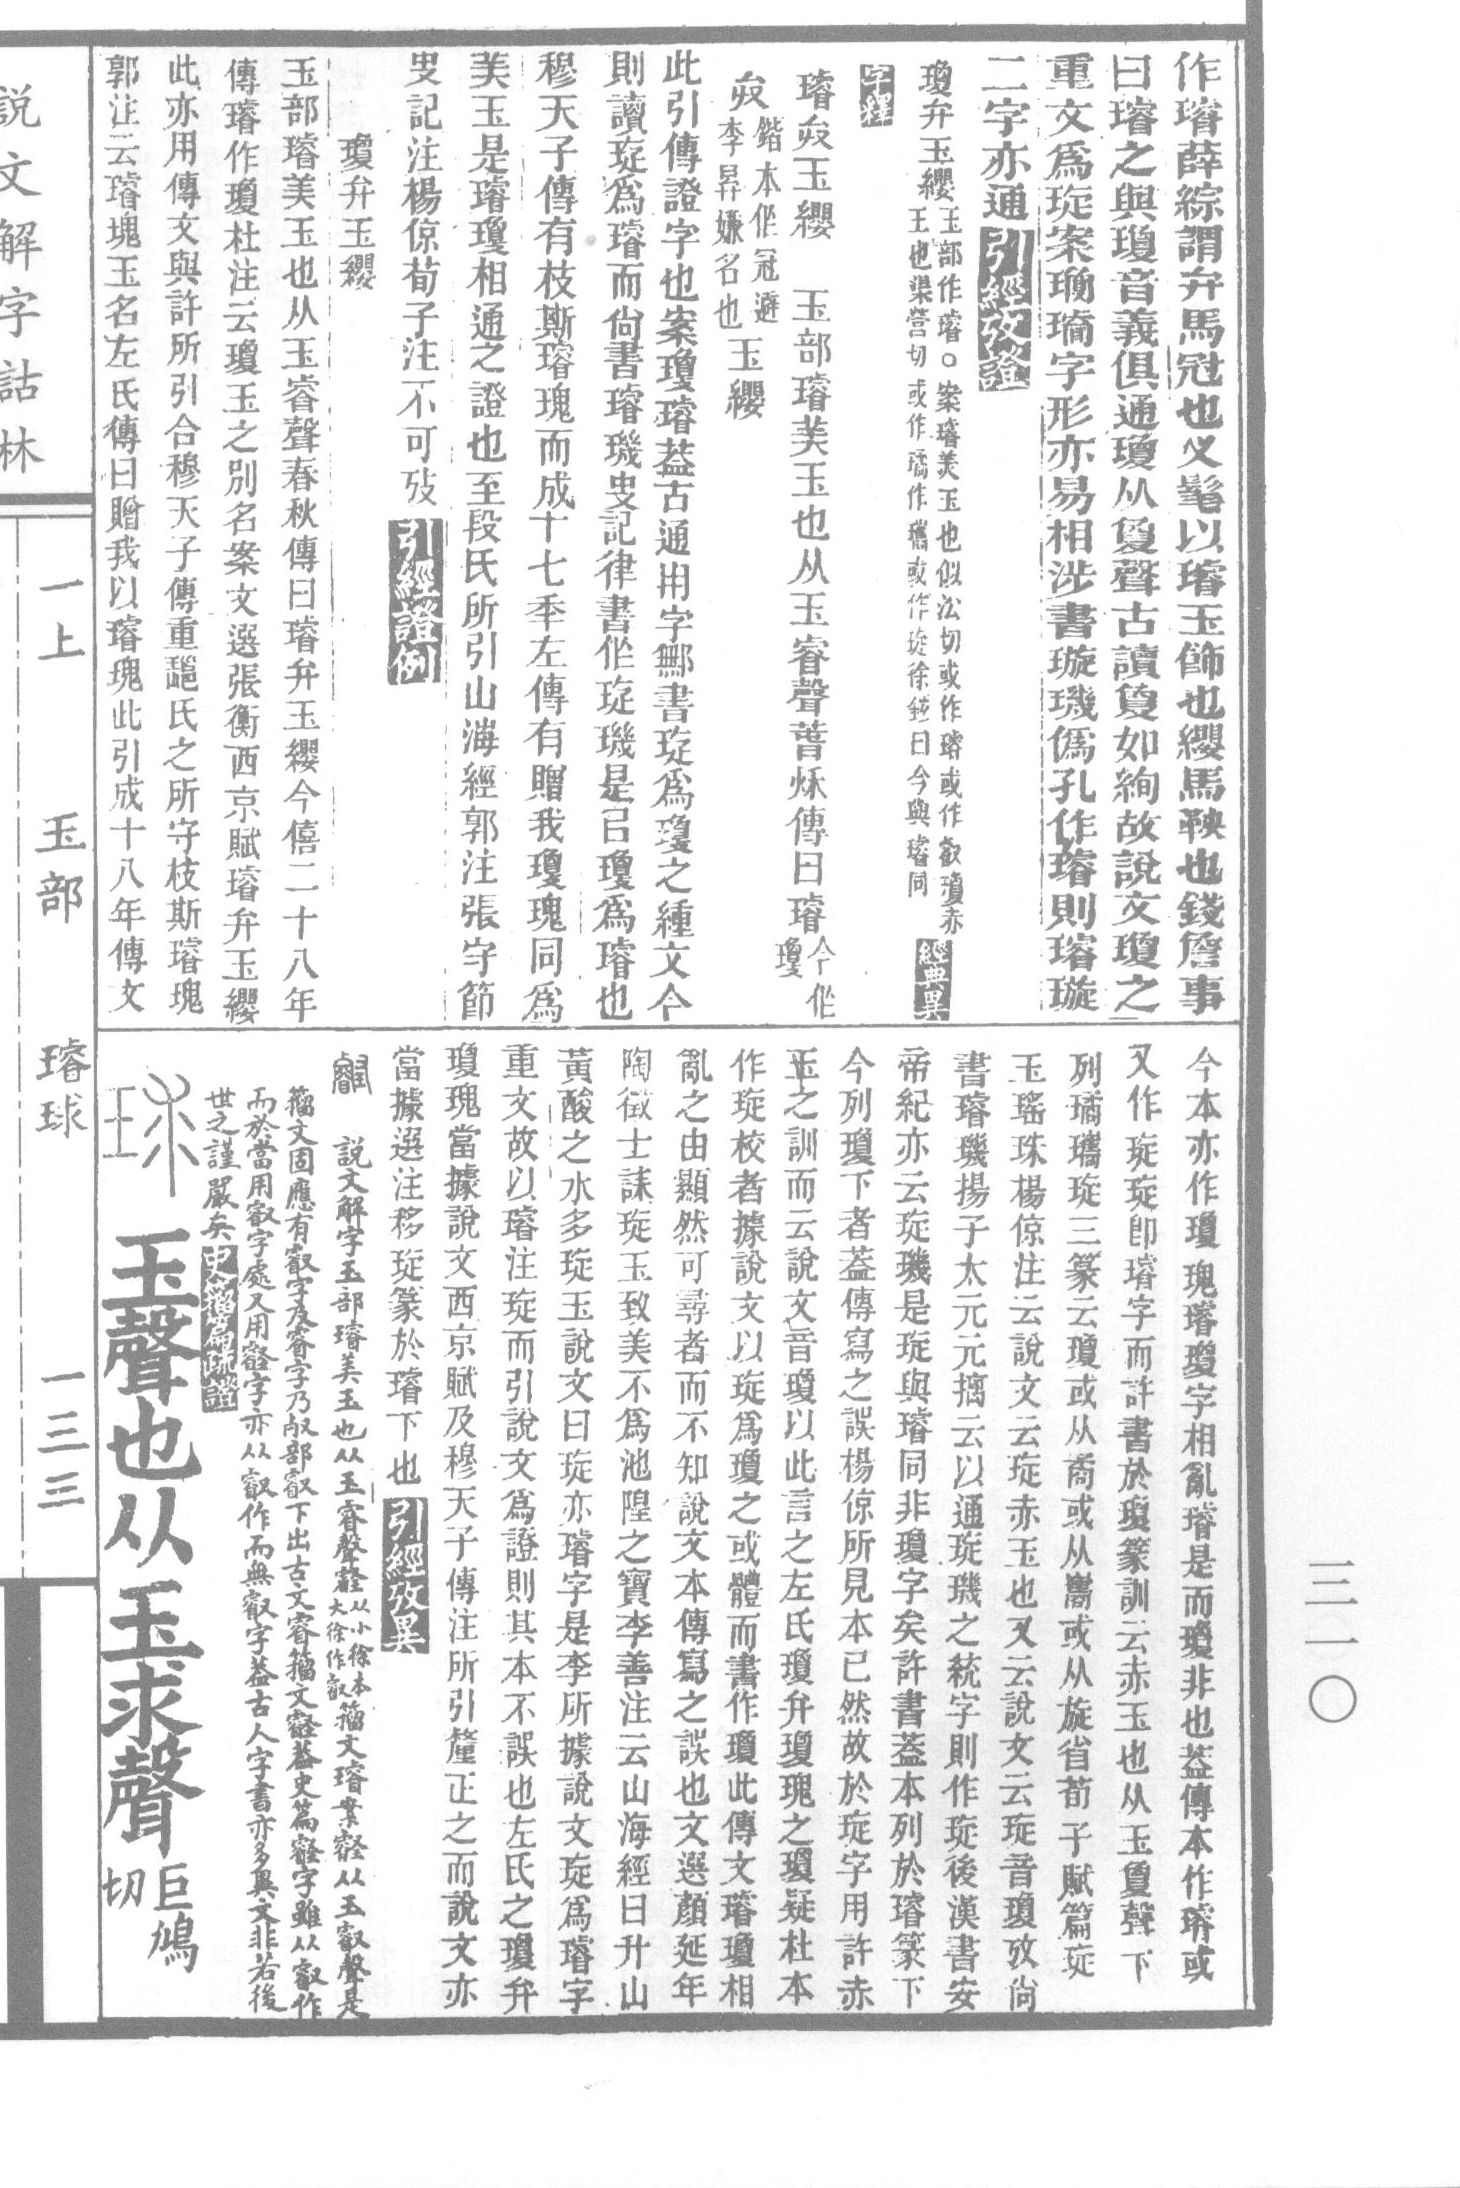 作璿薛綜謂弁馬冠也叉髦以璿玉飾也纓馬鞅也錢詹事
曰璿之與瓊音義俱通瓊从敻聲古讀敻如絢故說文瓊之
重文爲琁案瓊璚字形亦易相涉書璇璣僞孔作璿則璿璇
二字亦通引經攷證
瓊弁玉纓玉部作璿○案璿美玉也似沿切或作璿或作叡瓊赤
玉也渠營切或作璚作瓗或作琁徐鉉曰今與璿同經典異
字釋
璿㝸玉纓 玉部璿美玉也从玉睿聲萅秌傳曰璿今作
瓊
㝸鍇本作冠避
李昇嫌名也玉纓
此引傳證字也案瓊璿葢古通用字鄦書琁爲瓊之緟文今
則讀琁爲璿而尙書璿璣史記律書作琁璣是㠯瓊爲璿也
穆天子傳有枝斯璿瑰而成十七秊左傳有贈我瓊瑰同爲
美玉是璿瓊相通之證也至段氏所引山海經郭注張守節
史記注楊倞荀子注不可攷引經證例
瓊弁玉纓
玉部璿美玉也从玉睿聲春秋傳曰璿弁玉纓今僖二十八年
傳璿作瓊杜注云瓊玉之別名案文選張衡西京賦璿弁玉纓
此亦用傳文與許所引合穆天子傳重䣝氏之所守枝斯璿瑰
郭注云璿瑰玉名左氏傳曰贈我以璿瑰此引成十八年傳文
今本亦作瓊瑰璿瓊字相亂璿是而瓊非也葢傳本作璿或
又作琁琁卽璿字而許書於瓊篆訓云赤玉也从玉敻聲下
列璚瓗琁三篆云瓊或从矞或从巂或从旋省荀子賦篇琁
玉瑤珠楊倞注云說文云琁赤玉也又云說文云琁音瓊攷尙
書璿璣揚子太元元摛云以通琁璣之統字則作琁後漢書安
帝紀亦云琁璣是琁與璿同非瓊字矣許書葢本列於璿篆下
今列瓊下者葢傳寫之誤楊倞所見本已然故於琁字用許赤
玉之訓而云說文音瓊以此言之左氏瓊弁瓊瑰之瓊疑杜本
作琁校者據說文以琁爲瓊之或體而書作瓊此傳文璿瓊相
亂之由顯然可尋者而不知說文本傳寫之誤也文選顏延年
陶徵士誄琁玉致美不爲池隍之寶李善注云山海經曰升山
黃酸之水多琁玉說文曰琁亦璿字是李所據說文琁爲璿字
重文故以璿注琁而引說文爲證則其本不誤也左氏之瓊弁
瓊瑰當據說文西京賦及穆天子傳注所引釐正之而說文亦
當據選注移琁篆於璿下也引經攷異
說文解字玉部璿美玉也从玉睿聲壡从小徐本
大徐作叡籀文璿案壡从玉叡聲是
籀文固應有叡字及睿字乃𣦼部叡下出古文睿籀文壡葢史篇壡字雖从叡作
而於當用叡字處又用壡字亦从叡作而無叡字葢古人字書亦多異文非若後
世之謹嚴矣史籀篇疏證
球 玉聲也从玉求聲巨鳩
切
說文解字詁林
一上 玉部 璿球 一三三
三一〇